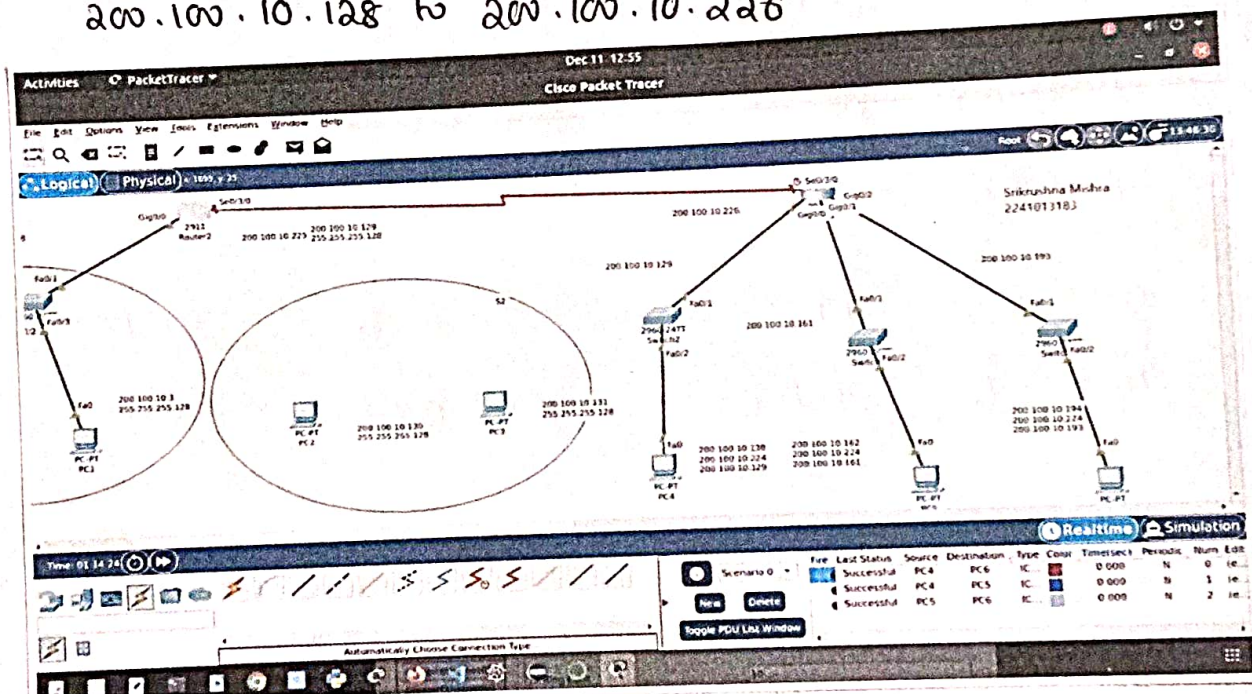 200.100.10.128 to 200.100.10.226
Dec 11 12:55
Activities PacketTracer
Cisco Packet Tracer
File Edit Options View Tools Extensions Window Help
Logical Physical x: 1695, y: 25
Root
Srikrushna Mishra
2241013183
Gig0/0
Se0/3/0
2911
Router2
200 100 10 225
200 100 10 129
255 255 255 128
200 100 10 226
Se0/3/0
Gig0/2
Gig0/0
Gig0/1
200 100 10 129
200 100 10 193
Fa0/1
Fa0/3
S2
Fa0/1
2960-24TT
Switch2
Fa0/2
200 100 10 161
Fa0/1
2960
Fa0/2
Fa0/1
2960
Fa0/2
Fa0
200 100 10 3
255 255 255 128
PC-PT
PC1
PC-PT
PC2
200 100 10 130
255 255 255 128
PC-PT
PC3
200 100 10 131
255 255 255 128
Fa0
PC-PT
PC4
200 100 10 130
200 100 10 224
200 100 10 129
200 100 10 162
200 100 10 224
200 100 10 161
Fa0
PC-PT
200 100 10 194
200 100 10 224
200 100 10 193
Fa0
PC-PT
Realtime Simulation
Time: 01 14 24
Scenario 0
New Delete
Toggle PDU List Window
Automatically Choose Connection Type
Fire Last Status Source Destination Type Color Time(sec) Periodic Num Edit
Successful PC4 PC6 IC... 0.000 N 0 (e...
Successful PC4 PC5 IC... 0.000 N 1 (e...
Successful PC5 PC6 IC... 0.000 N 2 (e...